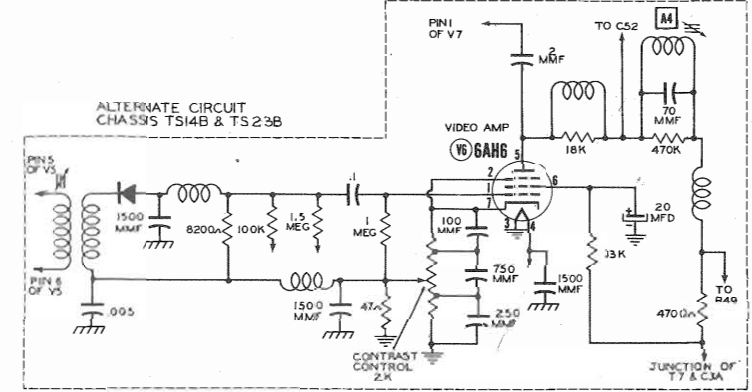 PIN 1
OF V7
TO C52
A4
2
MMF
70
MMF
18K
470K
ALTERNATE CIRCUIT
CHASSIS TS14B & TS23B
VIDEO AMP
V6 6AH6
5
2
1
7
6
3
4
PIN 5
OF V5
.1
1500
MMF
8200Ω
100K
1.5
MEG
1
MEG
100
MMF
20
MFD
PIN 6
OF V5
.005
1500
MMF
47Ω
750
MMF
250
MMF
1500
MMF
TO
470Ω
CONTRAST
CONTROL
2K
JUNCTION OF
T7 & C3A